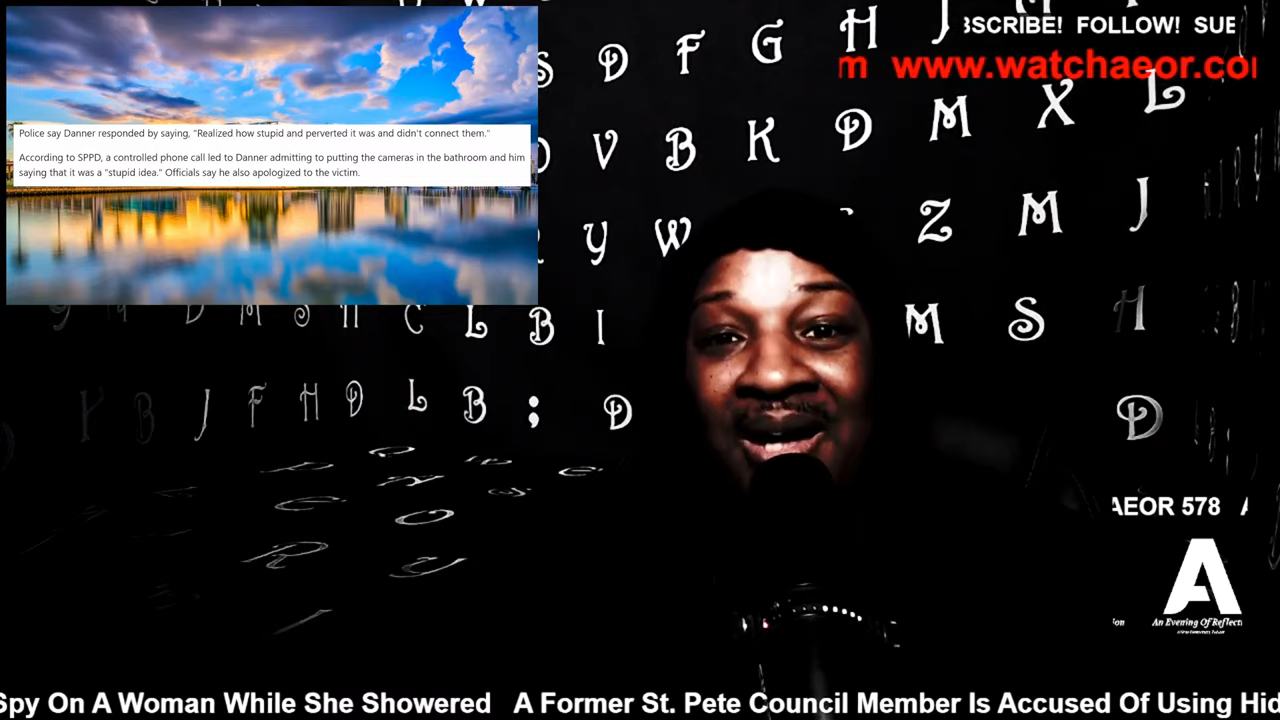 Police say Danner responded by saying, "Realized how stupid and perverted it was and didn't connect them."
According to SPPD, a controlled phone call led to Danner admitting to putting the cameras in the bathroom and him
saying that it was a "stupid idea." Officials say he also apologized to the victim.
SCRIBE! FOLLOW! SUE
m www.watchaeor.co
S D F G H J
V B K D M X L
Y W Z M J
D M S H C L B I M S H
Y B J F H D L B ; D D
AEOR 578
A
An Evening Of Reflect
Spy On A Woman While She Showered A Former St. Pete Council Member Is Accused Of Using Hid